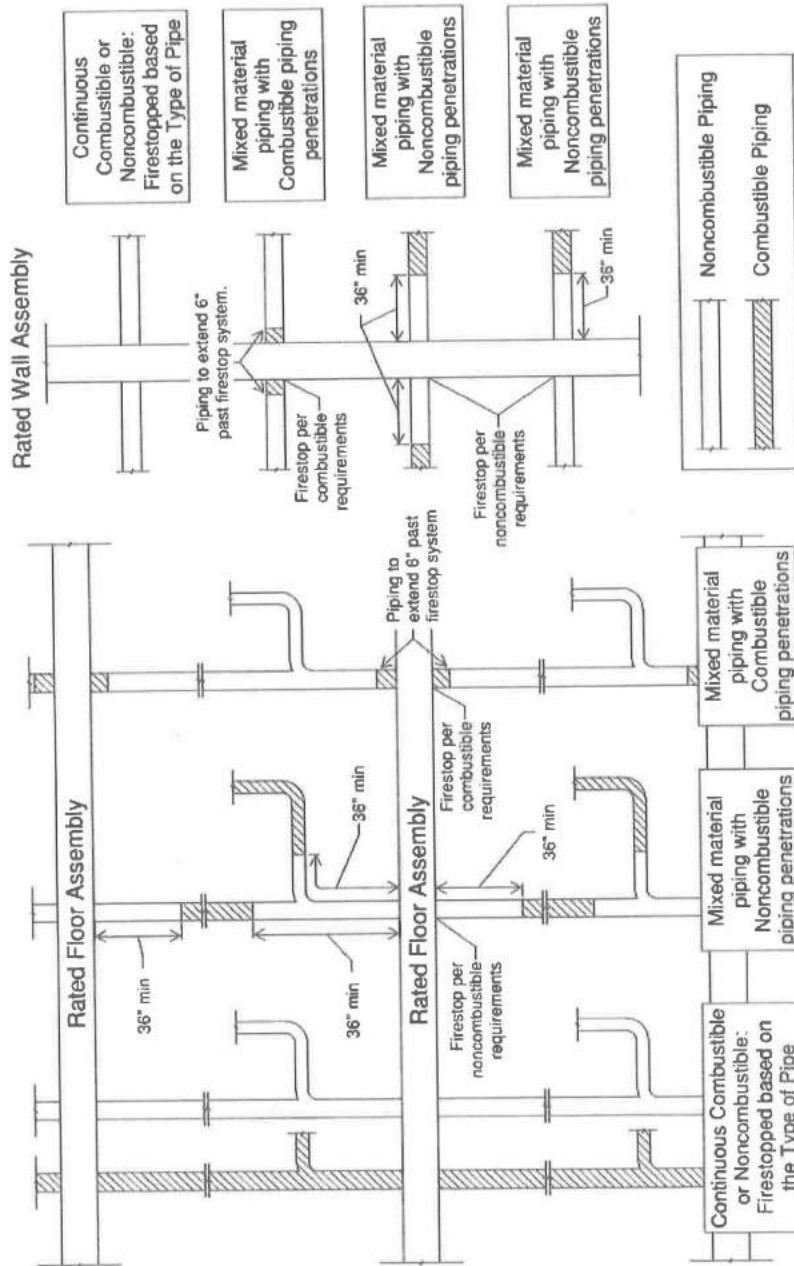 Rated Wall Assembly
Continuous
Combustible or
Noncombustible:
Firestopped based
on the Type of Pipe
Piping to extend 6"
past firestop system.
Mixed material
piping with
Combustible piping
penetrations
Firestop per
combustible
requirements
36" min
Mixed material
piping with
Noncombustible
piping penetrations
Firestop per
noncombustible
requirements
36" min
Mixed material
piping with
Noncombustible
piping penetrations
Noncombustible Piping
Combustible Piping
Rated Floor Assembly
36" min
36" min
36" min
Piping to
extend 6" past
firestop system
Rated Floor Assembly
Firestop per
noncombustible
requirements
36" min
Firestop per
combustible
requirements
Continuous Combustible
or Noncombustible:
Firestopped based on
the Type of Pipe
Mixed material
piping with
Noncombustible
piping penetrations
Mixed material
piping with
Combustible
piping penetrations